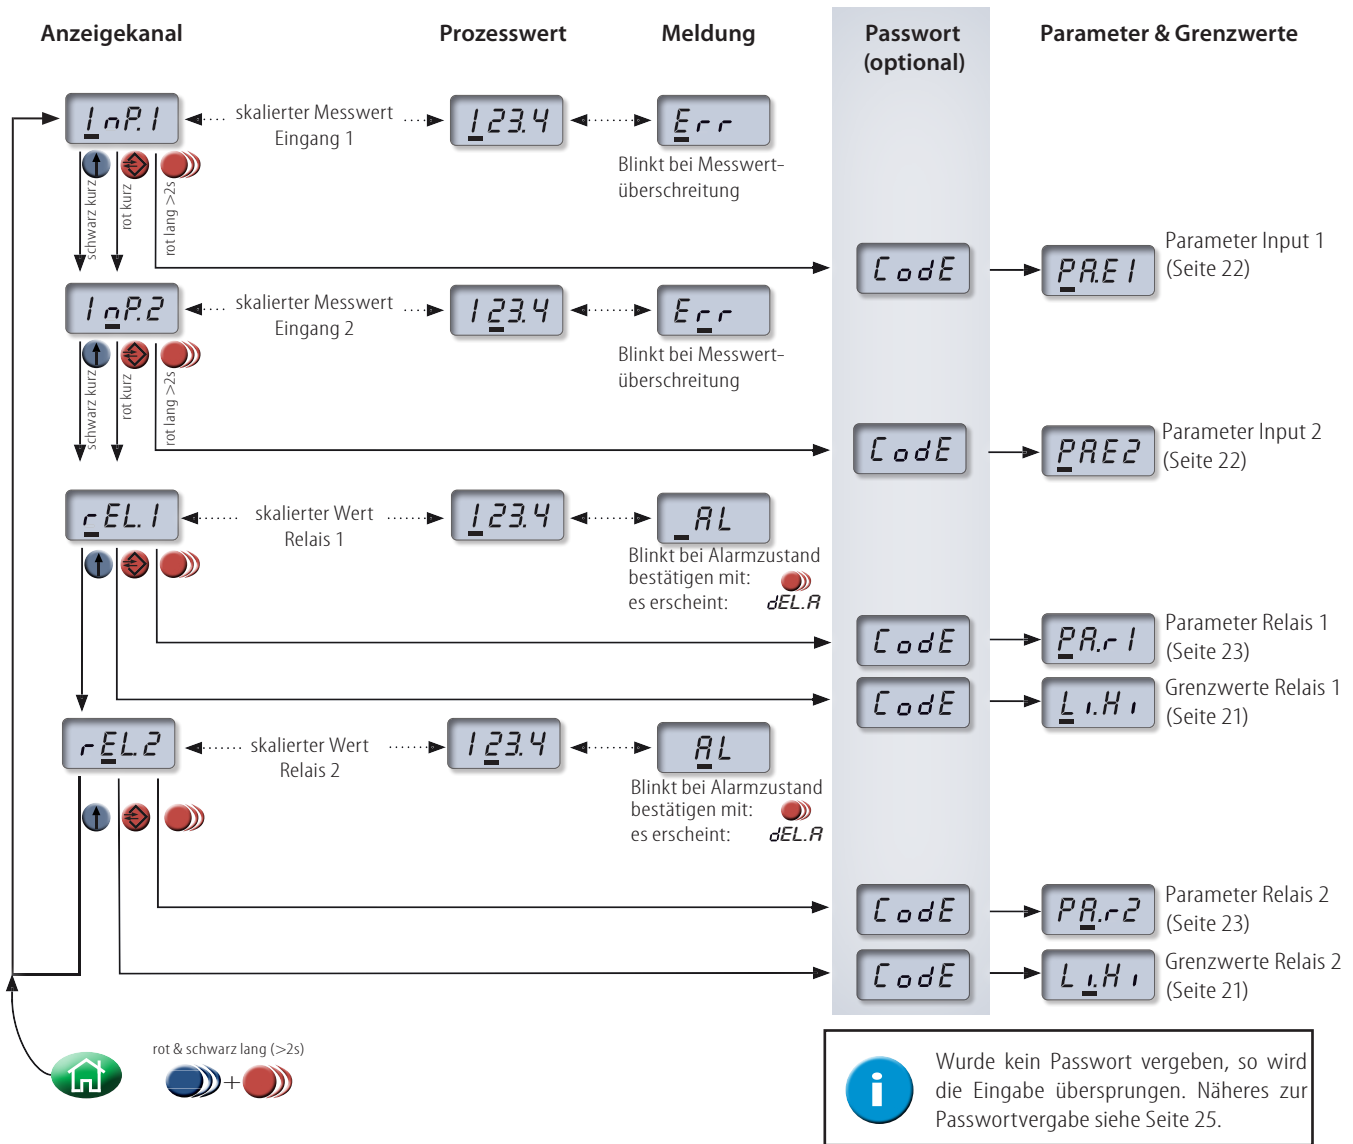 Anzeigekanal
Prozesswert
Meldung
Passwort
(optional)
Parameter & Grenzwerte
InP.1
skalierter Messwert
Eingang 1
123.4
Err
Blinkt bei Messwert-
überschreitung
schwarz kurz
rot kurz
rot lang >2s
CodE
PA.E1
Parameter Input 1
(Seite 22)
InP.2
skalierter Messwert
Eingang 2
123.4
Err
Blinkt bei Messwert-
überschreitung
schwarz kurz
rot kurz
rot lang >2s
CodE
PAE2
Parameter Input 2
(Seite 22)
rEL.1
skalierter Wert
Relais 1
123.4
AL
Blinkt bei Alarmzustand
bestätigen mit:
es erscheint: dEL.A
CodE
PA.r1
Parameter Relais 1
(Seite 23)
CodE
Li.Hi
Grenzwerte Relais 1
(Seite 21)
rEL.2
skalierter Wert
Relais 2
123.4
AL
Blinkt bei Alarmzustand
bestätigen mit:
es erscheint: dEL.A
CodE
PA.r2
Parameter Relais 2
(Seite 23)
CodE
Li.Hi
Grenzwerte Relais 2
(Seite 21)
rot & schwarz lang (>2s)
+
i
Wurde kein Passwort vergeben, so wird
die Eingabe übersprungen. Näheres zur
Passwortvergabe siehe Seite 25.